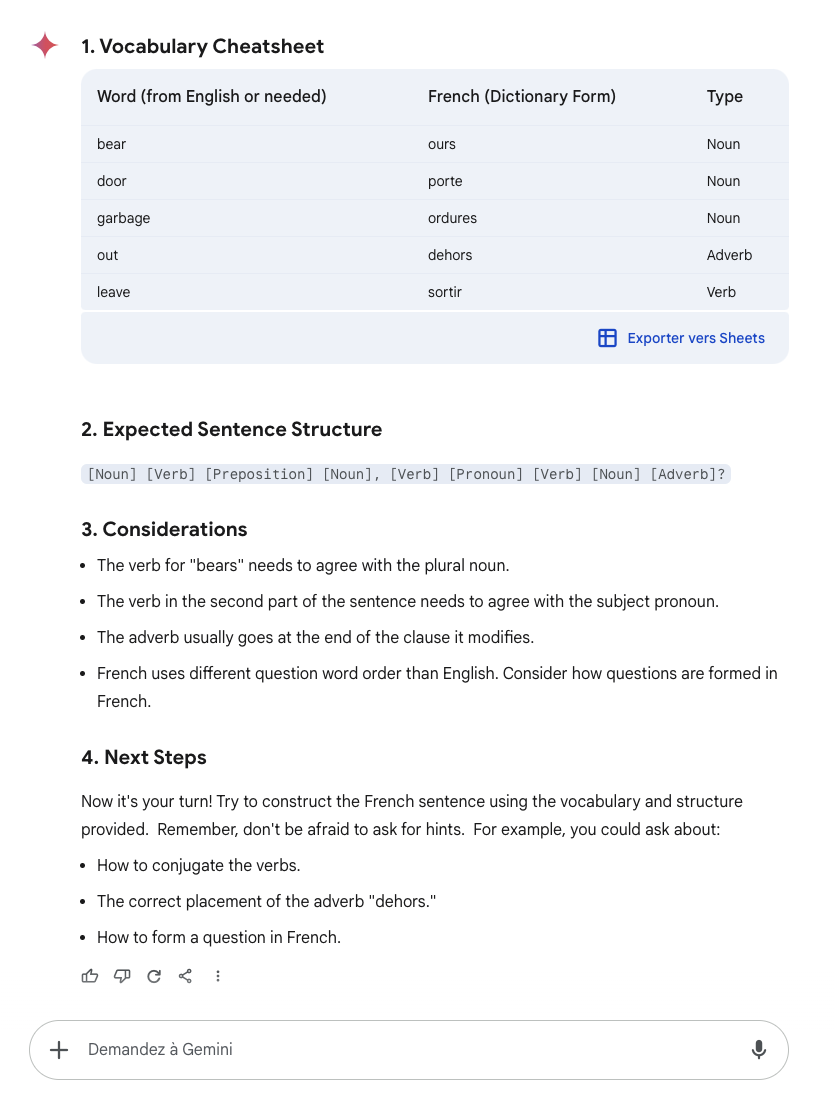 1. Vocabulary Cheatsheet
Word (from English or needed) French (Dictionary Form) Type
bear ours Noun
door porte Noun
garbage ordures Noun
out dehors Adverb
leave sortir Verb
Exporter vers Sheets
2. Expected Sentence Structure
[Noun] [Verb] [Preposition] [Noun], [Verb] [Pronoun] [Verb] [Noun] [Adverb]?
3. Considerations
• The verb for "bears" needs to agree with the plural noun.
• The verb in the second part of the sentence needs to agree with the subject pronoun.
• The adverb usually goes at the end of the clause it modifies.
• French uses different question word order than English. Consider how questions are formed in
French.
4. Next Steps
Now it's your turn! Try to construct the French sentence using the vocabulary and structure
provided.  Remember, don't be afraid to ask for hints.  For example, you could ask about:
• How to conjugate the verbs.
• The correct placement of the adverb "dehors."
• How to form a question in French.
Demandez à Gemini